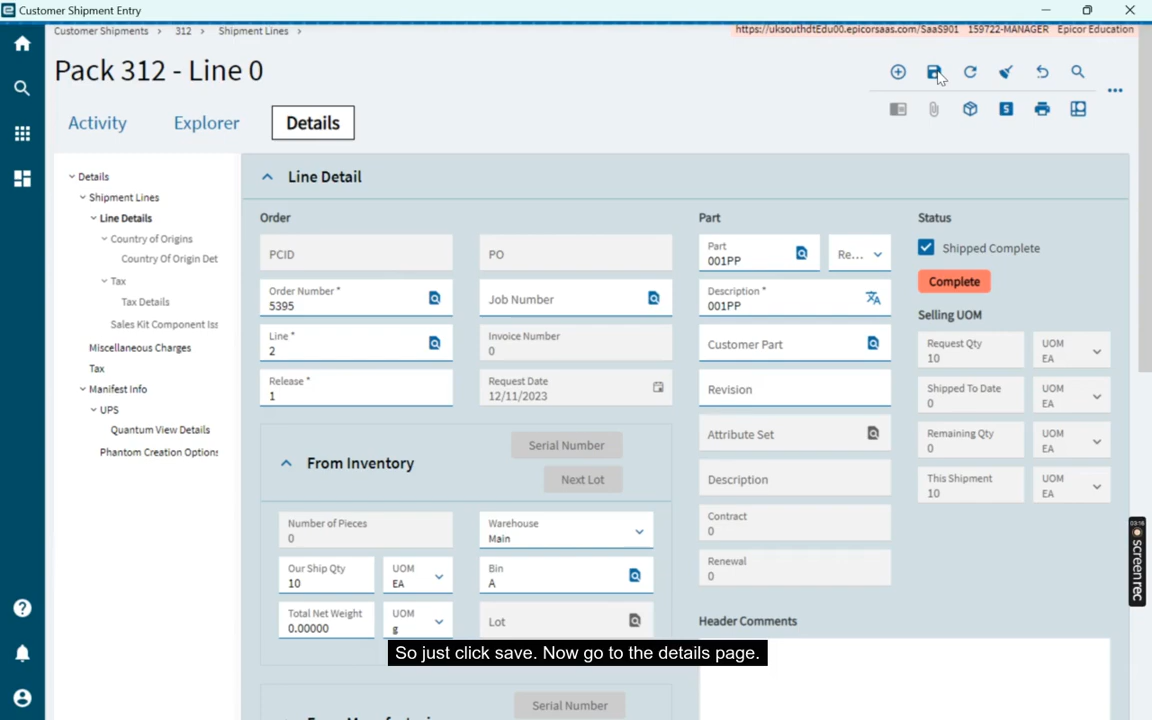 Customer Shipment Entry
Customer Shipments > 312 > Shipment Lines >
https://uksouthdtEdu00.epicorsaas.com/SaaS901 159722-MANAGER Epicor Education
Pack 312 - Line 0
Activity
Explorer
Details
Details
Shipment Lines
Line Details
Country of Origins
Country Of Origin Det
Tax
Tax Details
Sales Kit Component Iss
Miscellaneous Charges
Tax
Manifest Info
UPS
Quantum View Details
Phantom Creation Options
Line Detail
Order
PCID
PO
Order Number *
5395
Job Number
Line *
2
Invoice Number
0
Release *
1
Request Date
12/11/2023
From Inventory
Serial Number
Next Lot
Number of Pieces
0
Warehouse
Main
Our Ship Qty
10
UOM
EA
Bin
A
Total Net Weight
0.00000
UOM
g
Lot
Serial Number
Part
Part
001PP
Re...
Description *
001PP
Customer Part
Revision
Attribute Set
Description
Contract
0
Renewal
0
Header Comments
Status
Shipped Complete
Complete
Selling UOM
Request Qty
10
UOM
EA
Shipped To Date
0
UOM
EA
Remaining Qty
0
UOM
EA
This Shipment
10
UOM
EA
03:16
screenrec
So just click save. Now go to the details page.